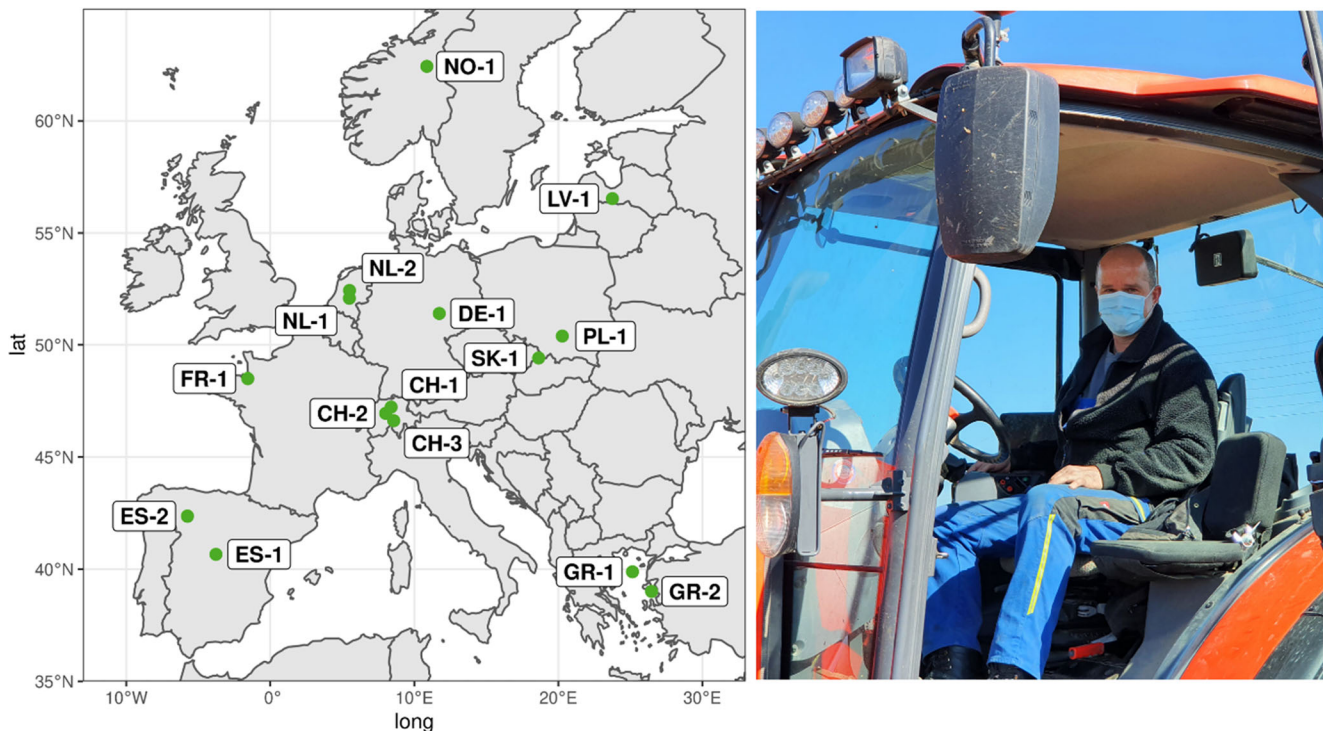 NO-1
60°N
LV-1
55°N
NL-2
NL-1
DE-1
PL-1
50°N
SK-1
FR-1
CH-1
CH-2
CH-3
45°N
ES-2
ES-1
40°N
GR-1
GR-2
35°N
10°W 0° 10°E 20°E 30°E
long
lat